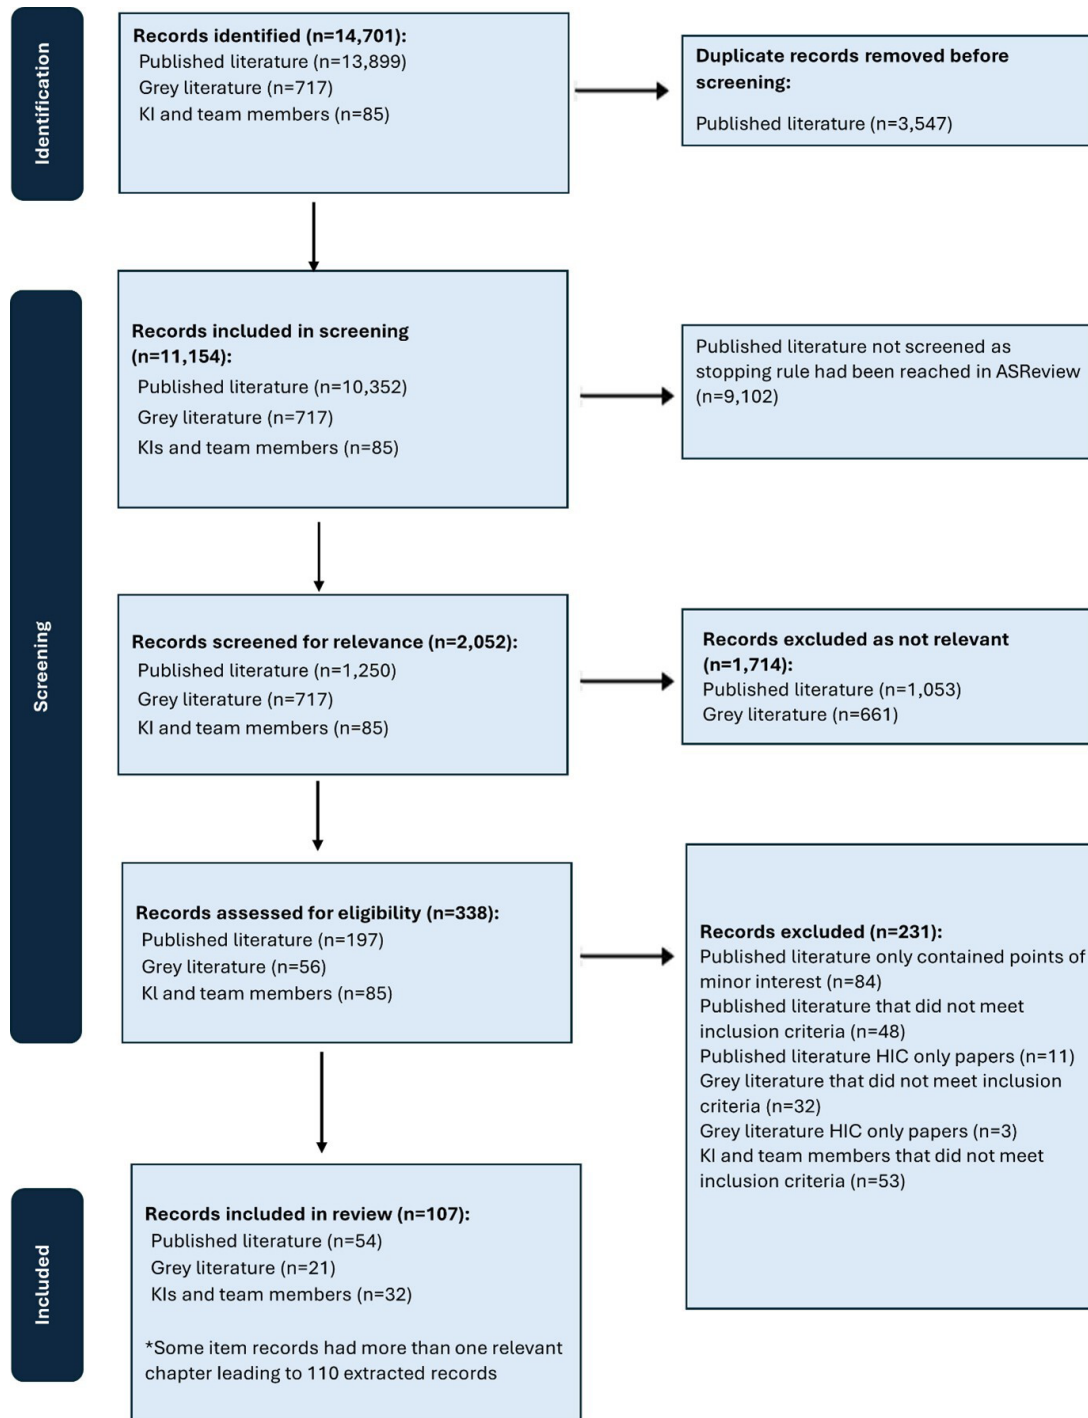 Identification
Records identified (n=14,701):
Published literature (n=13,899)
Grey literature (n=717)
KI and team members (n=85)
Duplicate records removed before
screening:
Published literature (n=3,547)
Screening
Records included in screening
(n=11,154):
Published literature (n=10,352)
Grey literature (n=717)
KIs and team members (n=85)
Published literature not screened as
stopping rule had been reached in ASReview
(n=9,102)
Records screened for relevance (n=2,052):
Published literature (n=1,250)
Grey literature (n=717)
KI and team members (n=85)
Records excluded as not relevant
(n=1,714):
Published literature (n=1,053)
Grey literature (n=661)
Records assessed for eligibility (n=338):
Published literature (n=197)
Grey literature (n=56)
KI and team members (n=85)
Records excluded (n=231):
Published literature only contained points of
minor interest (n=84)
Published literature that did not meet
inclusion criteria (n=48)
Published literature HIC only papers (n=11)
Grey literature that did not meet inclusion
criteria (n=32)
Grey literature HIC only papers (n=3)
KI and team members that did not meet
inclusion criteria (n=53)
Included
Records included in review (n=107):
Published literature (n=54)
Grey literature (n=21)
KIs and team members (n=32)
*Some item records had more than one relevant
chapter leading to 110 extracted records